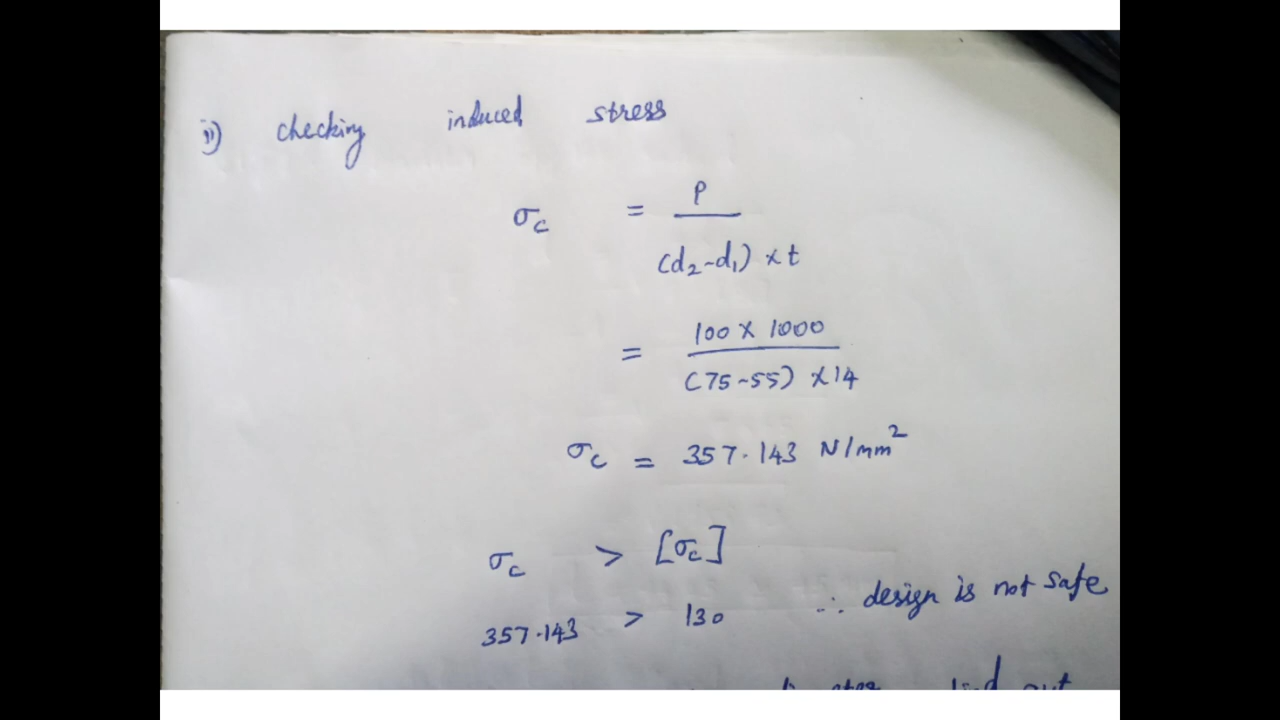 ii) checking induced stress
σc = P / (d2-d1) × t
= 100 × 1000 / (75-55) × 14
σc = 357.143 N/mm²
σc > [σc]
357.143 > 130 ∴ design is not safe